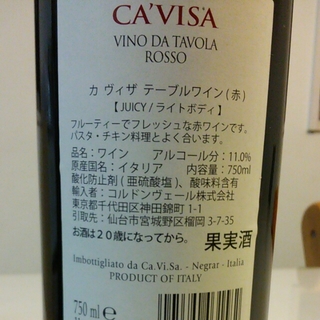 CA'VISA
VINO DA TAVOLA
ROSSO
カ ヴィザ テーブルワイン(赤)
【 JUICY / ライトボディ 】
フルーティーでフレッシュな赤ワインです。
パスタ・チキン料理とよく合います。
品名：ワイン アルコール分：11.0%
原産国名：イタリア 内容量：750ml
酸化防止剤 ( 亜硫酸塩 )、酸味料含有
輸入者：コルドンヴェール株式会社
東京都千代田区神田錦町 1-1
引取先：仙台市宮城野区榴岡 3-7-35
お酒は２０歳になってから。 果実酒
Imbottigliato da Ca.Vi.Sa. - Negrar - Italia
PRODUCT OF ITALY
750 ml e